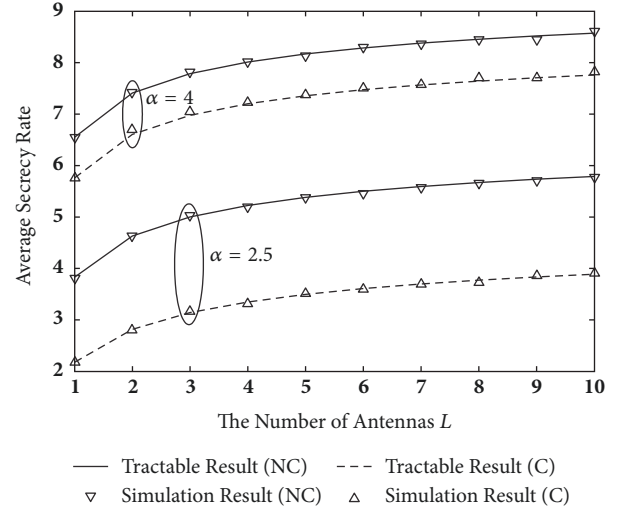 9
8
7
6
5
4
3
2
Average Secrecy Rate
α = 4
α = 2.5
1 2 3 4 5 6 7 8 9 10
The Number of Antennas L
Tractable Result (NC) Tractable Result (C)
Simulation Result (NC) Simulation Result (C)